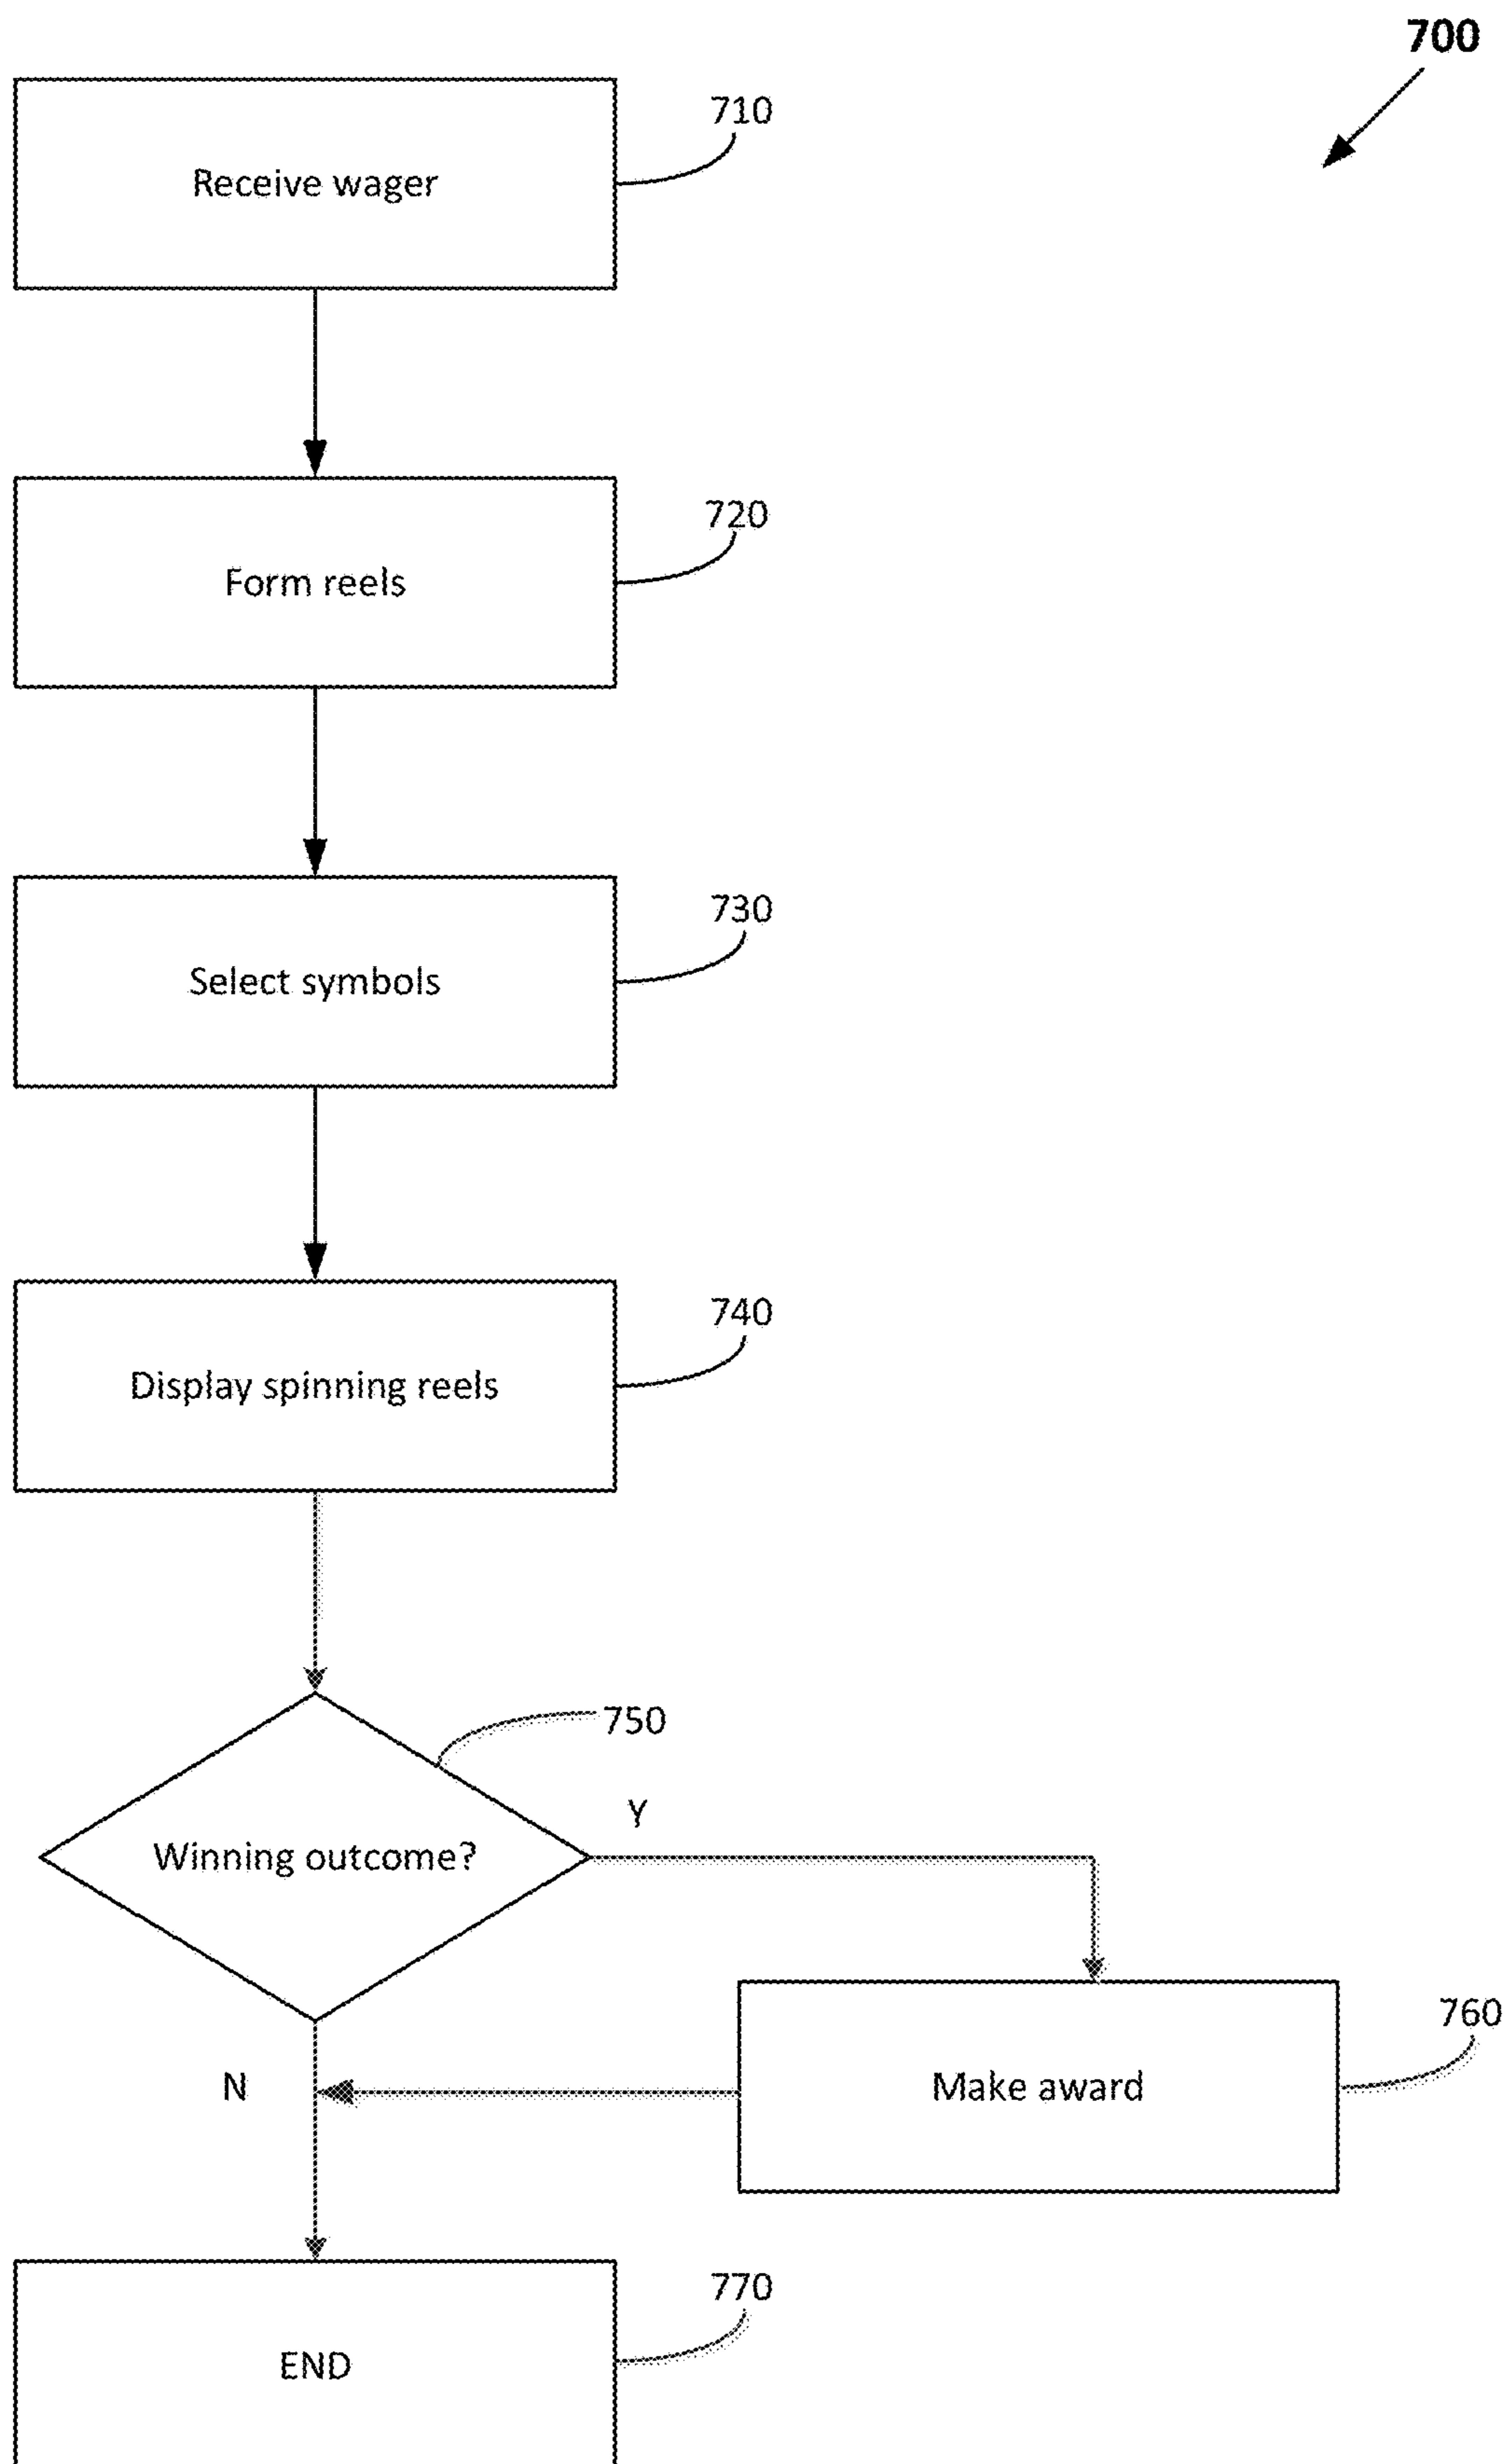 700
710
Receive wager
720
Form reels
730
Select symbols
740
Display spinning reels
750
Y
Winning outcome?
760
N
Make award
770
END